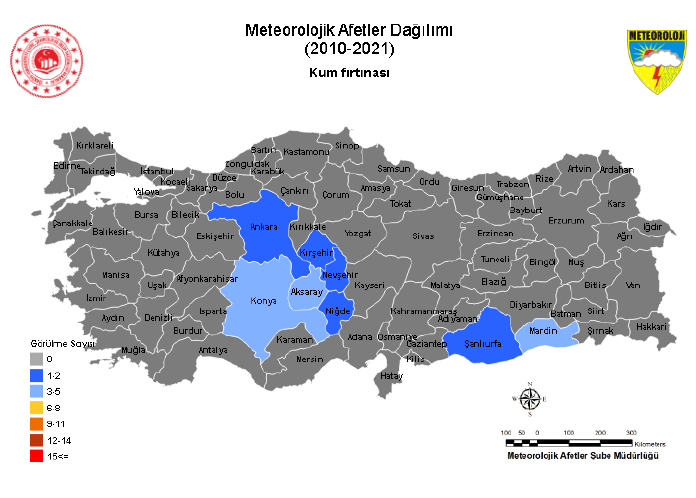 Meteorolojik Afetler Dağılımı
(2010-2021)
Kum fırtınası
METEOROLOJİ
Kırklareli
Edirne
Tekirdağ
İstanbul
Kocaeli
Yalova
Sakarya
Düzce
Bolu
Zonguldak
Bartın
Karabük
Kastamonu
Sinop
Samsun
Çankırı
Çorum
Amasya
Tokat
Ordu
Giresun
Gümüşhane
Trabzon
Rize
Artvin
Ardahan
Kars
Bayburt
Erzurum
Iğdır
Ağrı
Çanakkale
Balıkesir
Bursa
Bilecik
Eskişehir
Ankara
Kırıkkale
Yozgat
Sivas
Erzincan
Kütahya
Kırşehir
Nevşehir
Kayseri
Tunceli
Bingöl
Muş
Manisa
Uşak
Afyonkarahisar
Aksaray
Konya
Malatya
Elazığ
Bitlis
Van
İzmir
Aydın
Denizli
Isparta
Burdur
Niğde
Kahramanmaraş
Adıyaman
Diyarbakır
Batman
Siirt
Şırnak
Hakkari
Muğla
Antalya
Karaman
Mersin
Adana
Osmaniye
Gaziantep
Kilis
Hatay
Şanlıurfa
Mardin
Görülme Sayısı
0
1-2
3-5
6-8
9-11
12-14
15<=
N
W
E
S
100 50 0 100 200 300
Kilometers
Meteorolojik Afetler Şube Müdürlüğü